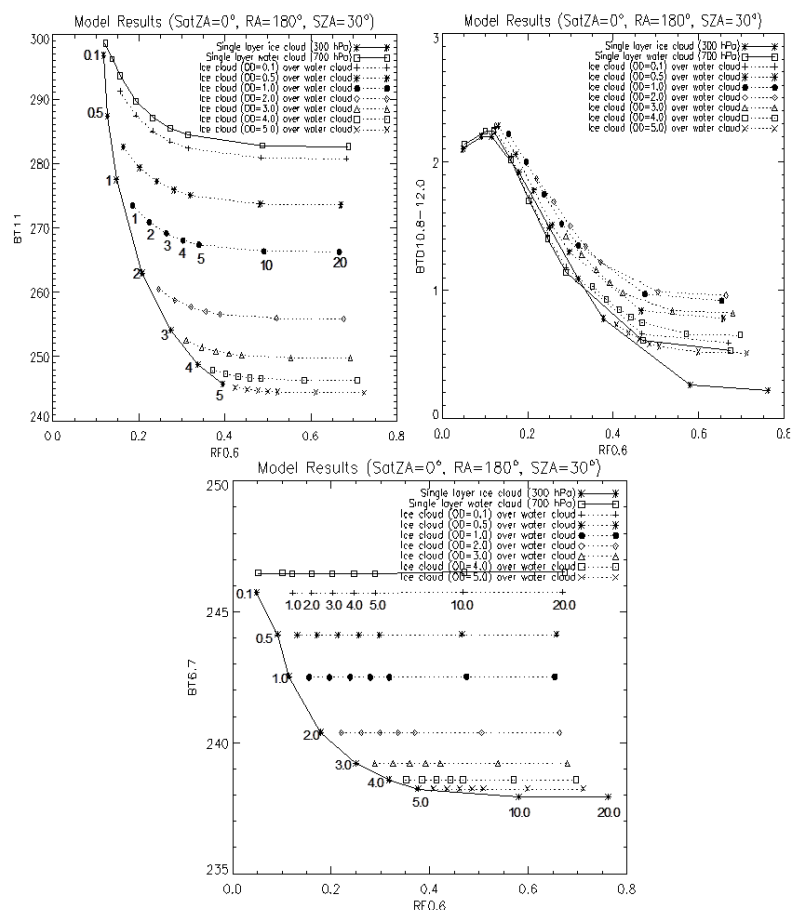 Model Results (SatZA=0°, RA=180°, SZA=30°)
Single layer ice cloud (300 hPa)
Single layer water cloud (700 hPa)
Ice cloud (OD=0.1) over water cloud
Ice cloud (OD=0.5) over water cloud
Ice cloud (OD=1.0) over water cloud
Ice cloud (OD=2.0) over water cloud
Ice cloud (OD=3.0) over water cloud
Ice cloud (OD=4.0) over water cloud
Ice cloud (OD=5.0) over water cloud
BT11
300
290
280
270
260
250
240
0.1
0.5
1
2
3
4
5
1 2 3 4 5 10 20
0.0 0.2 0.4 0.6 0.8
RF0.6
Model Results (SatZA=0°, RA=180°, SZA=30°)
Single layer ice cloud (300 hPa)
Single layer water cloud (700 hPa)
Ice cloud (OD=0.1) over water cloud
Ice cloud (OD=0.5) over water cloud
Ice cloud (OD=1.0) over water cloud
Ice cloud (OD=2.0) over water cloud
Ice cloud (OD=3.0) over water cloud
Ice cloud (OD=4.0) over water cloud
Ice cloud (OD=5.0) over water cloud
BTD10.8-12.0
3
2
1
0
0.0 0.2 0.4 0.6 0.8
RF0.6
Model Results (SatZA=0°, RA=180°, SZA=30°)
Single layer ice cloud (300 hPa)
Single layer water cloud (700 hPa)
Ice cloud (OD=0.1) over water cloud
Ice cloud (OD=0.5) over water cloud
Ice cloud (OD=1.0) over water cloud
Ice cloud (OD=2.0) over water cloud
Ice cloud (OD=3.0) over water cloud
Ice cloud (OD=4.0) over water cloud
Ice cloud (OD=5.0) over water cloud
BT6.7
250
245
240
235
0.1
1.0 2.0 3.0 4.0 5.0 10.0 20.0
0.5
1.0
2.0
3.0
4.0
5.0
10.0
20.0
0.0 0.2 0.4 0.6 0.8
RF0.6